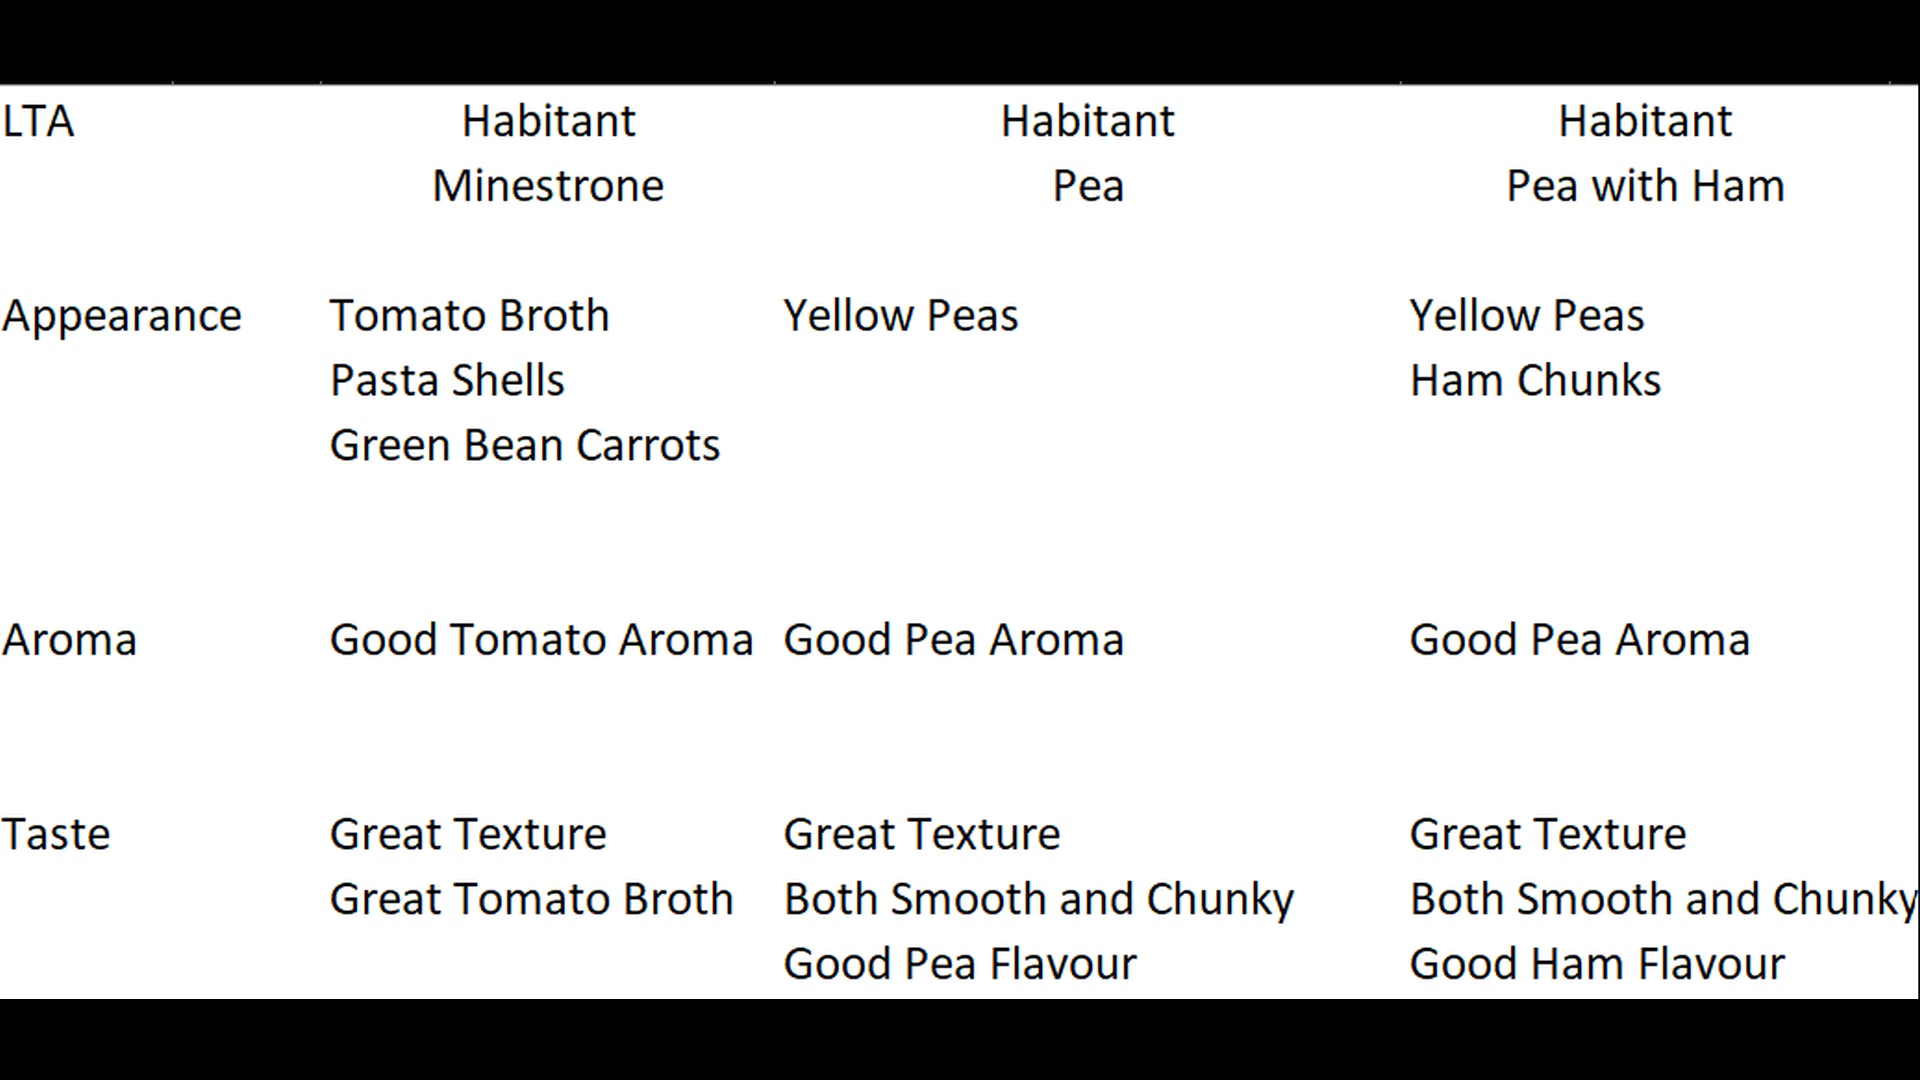 LTA Habitant Habitant Habitant
Minestrone Pea Pea with Ham
Appearance Tomato Broth Yellow Peas Yellow Peas
Pasta Shells Ham Chunks
Green Bean Carrots
Aroma Good Tomato Aroma Good Pea Aroma Good Pea Aroma
Taste Great Texture Great Texture Great Texture
Great Tomato Broth Both Smooth and Chunky Both Smooth and Chunky
Good Pea Flavour Good Ham Flavour